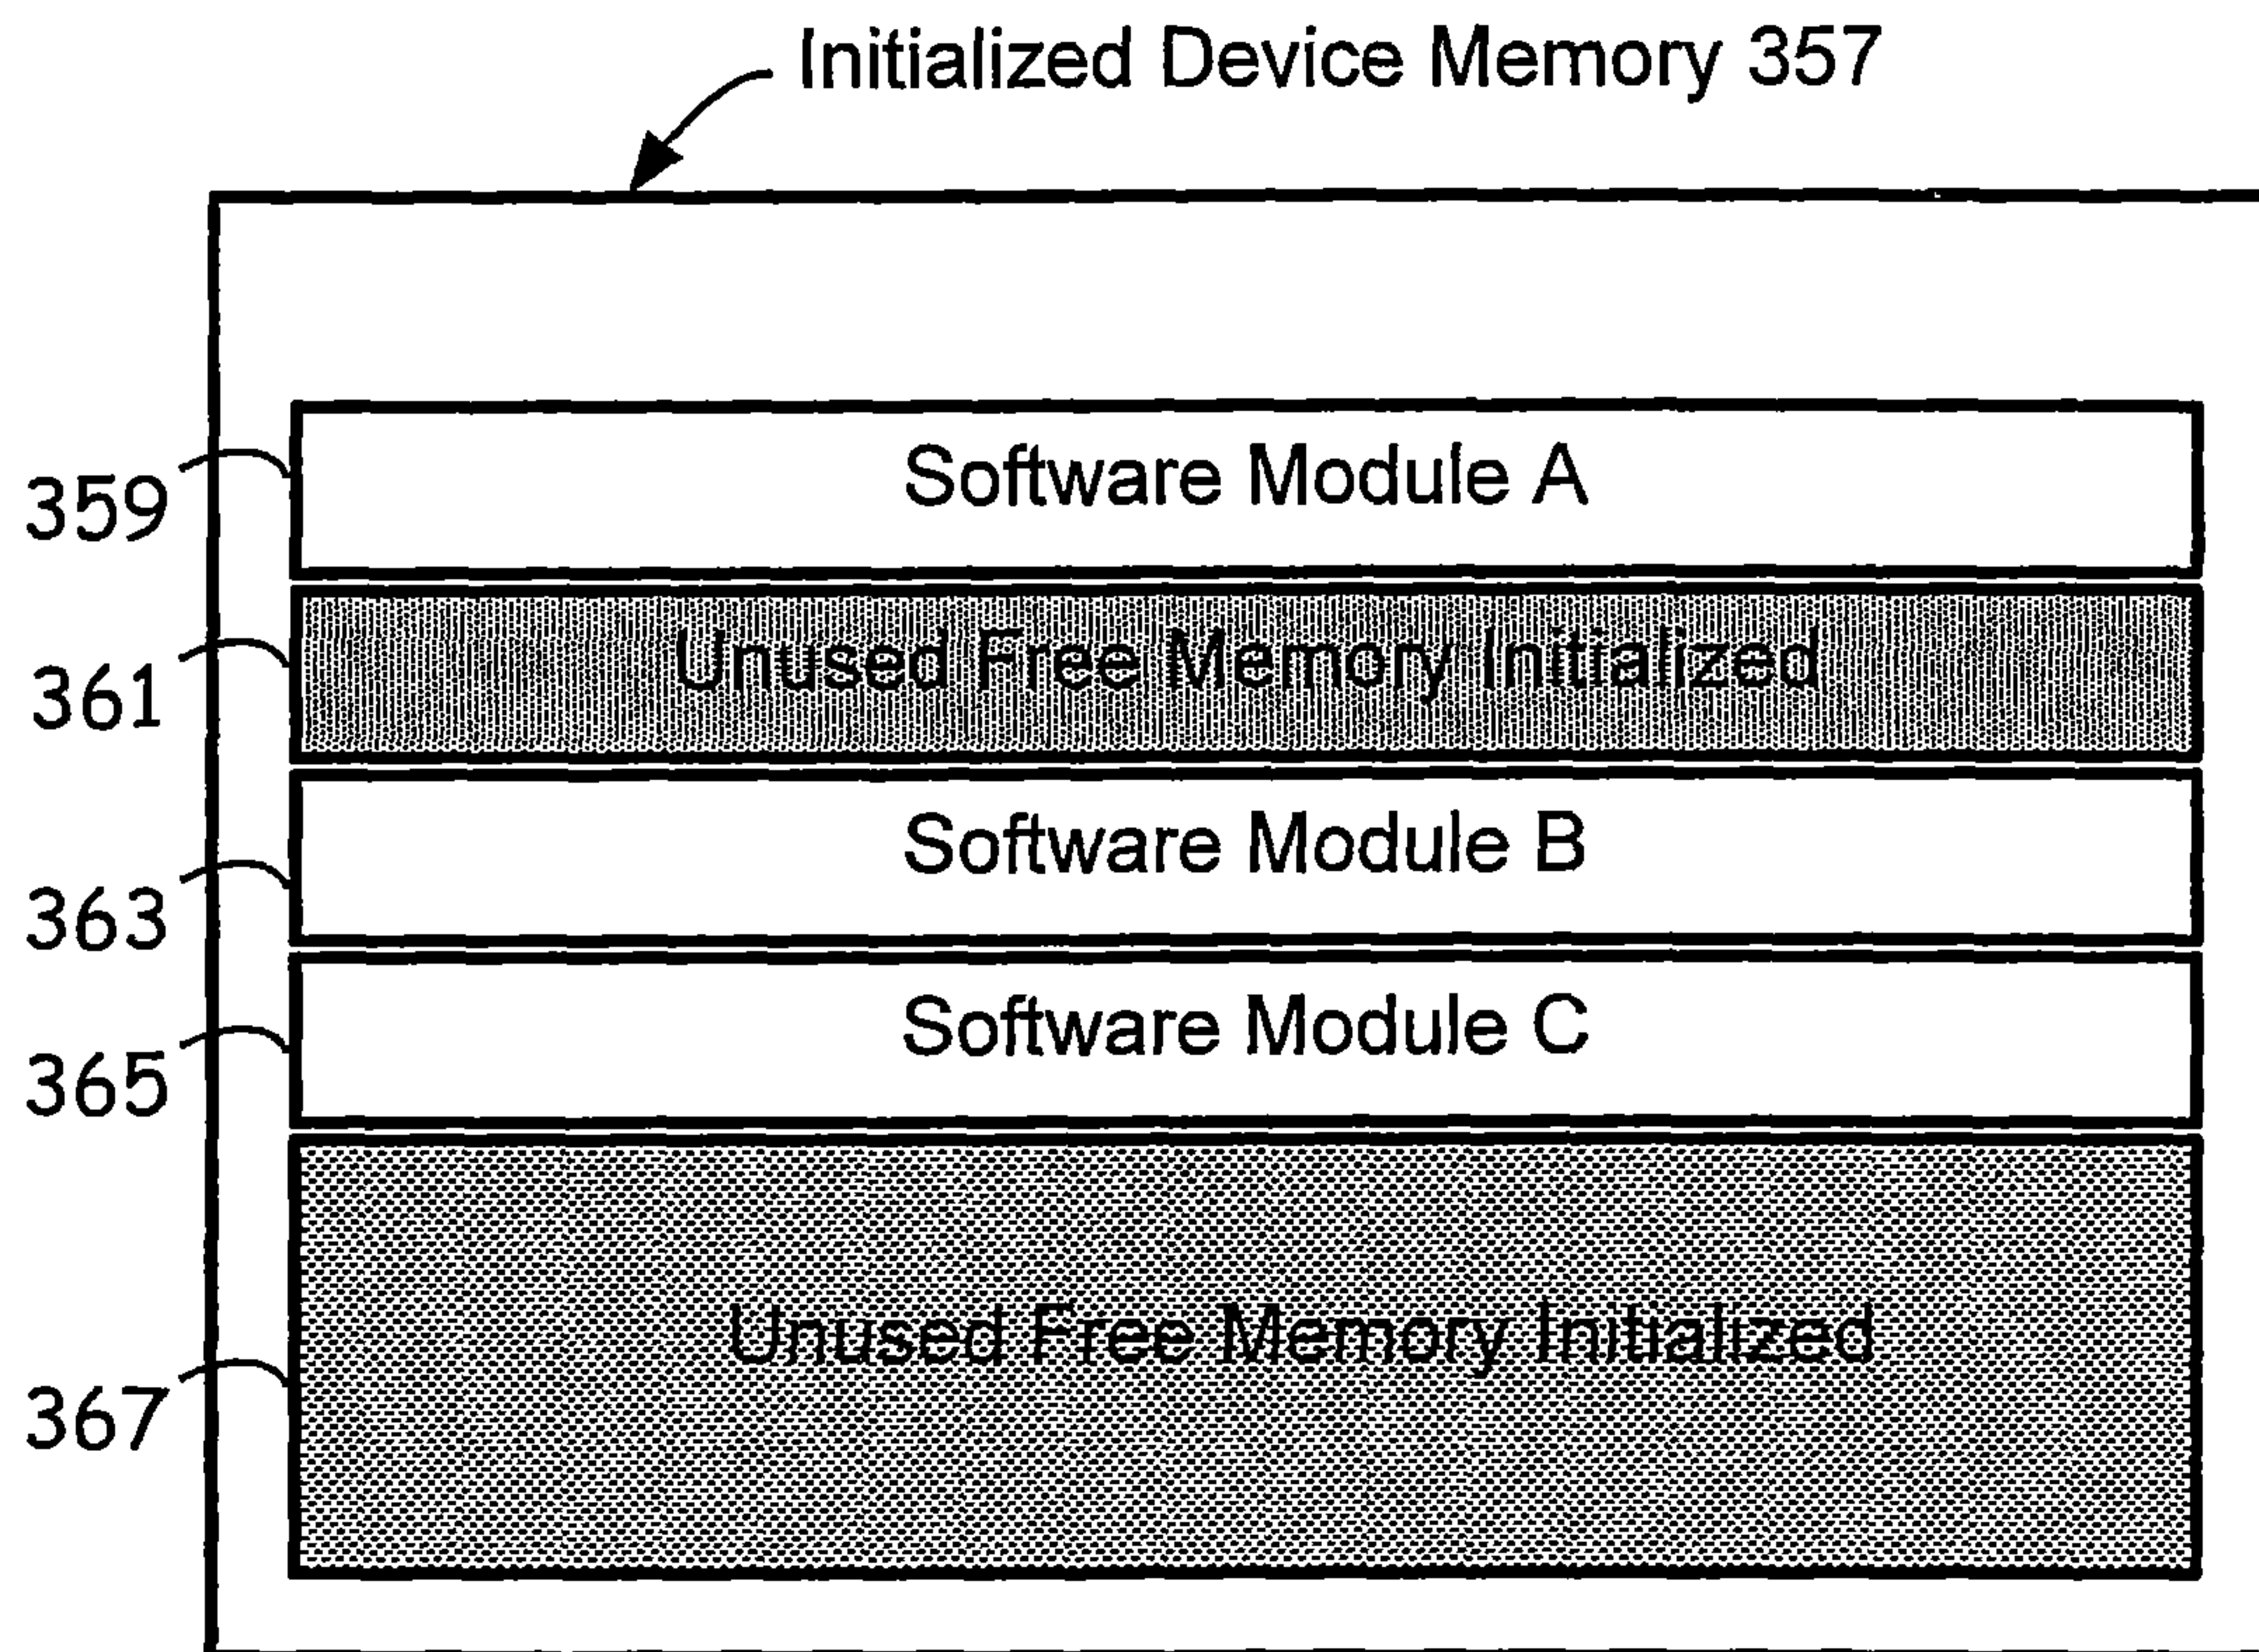 Initialized Device Memory 357
359
Software Module A
361
Unused Free Memory Initialized
363
Software Module B
365
Software Module C
367
Unused Free Memory Initialized